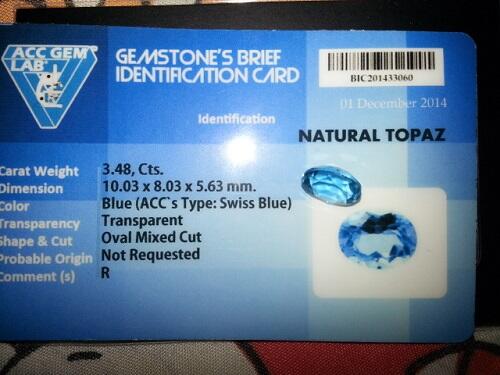 ACC GEM
LAB
GEMSTONE'S BRIEF
IDENTIFICATION CARD
BIC201433060
01 December 2014
Identification
NATURAL TOPAZ
Carat Weight 3.48, Cts.
Dimension 10.03 x 8.03 x 5.63 mm.
Color Blue (ACC`s Type: Swiss Blue)
Transparency Transparent
Shape & Cut Oval Mixed Cut
Probable Origin Not Requested
Comment (s) R